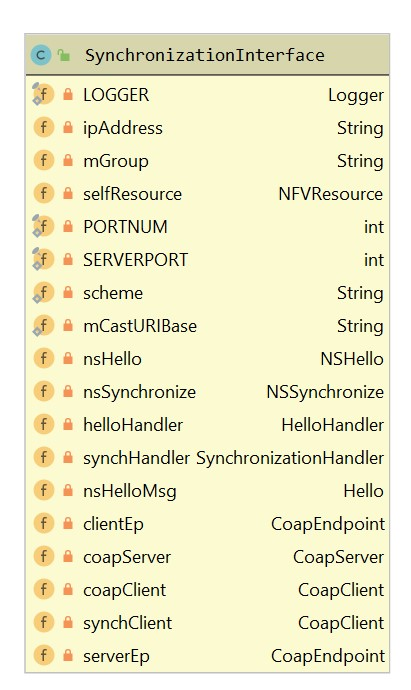 C SynchronizationInterface
f LOGGER Logger
f ipAddress String
f mGroup String
f selfResource NFVResource
f PORTNUM int
f SERVERPORT int
f scheme String
f mCastURIBase String
f nsHello NSHello
f nsSynchronize NSSynchronize
f helloHandler HelloHandler
f synchHandler SynchronizationHandler
f nsHelloMsg Hello
f clientEp CoapEndpoint
f coapServer CoapServer
f coapClient CoapClient
f synchClient CoapClient
f serverEp CoapEndpoint